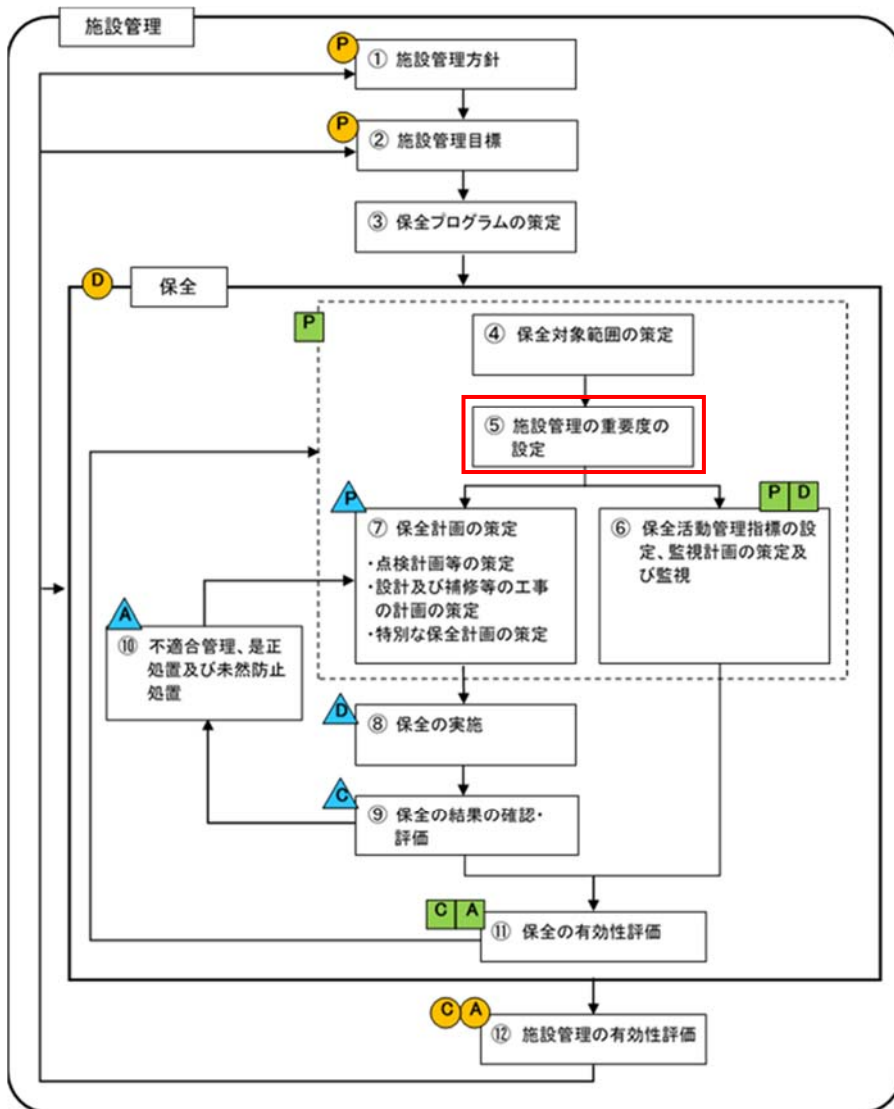 施設管理
P
① 施設管理方針
P
② 施設管理目標
③ 保全プログラムの策定
D
保全
P
④ 保全対象範囲の策定
⑤ 施設管理の重要度の
設定
P
⑦ 保全計画の策定
・点検計画等の策定
・設計及び補修等の工事
の計画の策定
・特別な保全計画の策定
P D
⑥ 保全活動管理指標の設
定、監視計画の策定及
び監視
A
⑩ 不適合管理、是正
処置及び未然防止
処置
D
⑧ 保全の実施
C
⑨ 保全の結果の確認・
評価
C A
⑪ 保全の有効性評価
C A
⑫ 施設管理の有効性評価